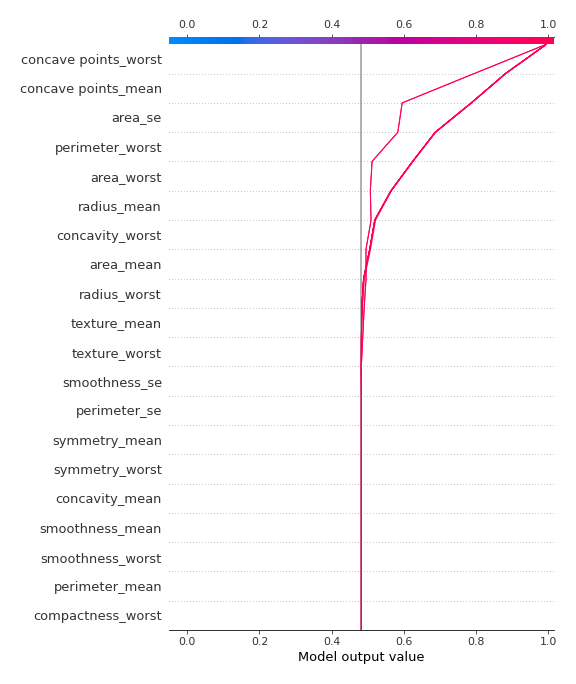 0.0 0.2 0.4 0.6 0.8 1.0
concave points_worst
concave points_mean
area_se
perimeter_worst
area_worst
radius_mean
concavity_worst
area_mean
radius_worst
texture_mean
texture_worst
smoothness_se
perimeter_se
symmetry_mean
symmetry_worst
concavity_mean
smoothness_mean
smoothness_worst
perimeter_mean
compactness_worst
0.0 0.2 0.4 0.6 0.8 1.0
Model output value